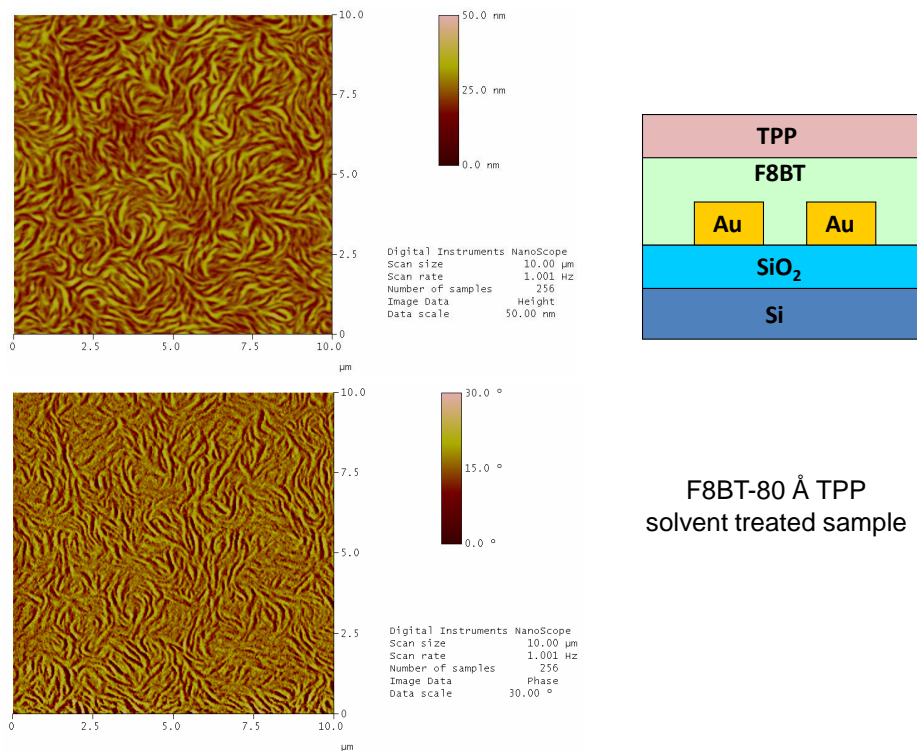 10.0
7.5
5.0
2.5
0
0 2.5 5.0 7.5 10.0
µm
50.0 nm
25.0 nm
0.0 nm
Digital Instruments NanoScope
Scan size 10.00 µm
Scan rate 1.001 Hz
Number of samples 256
Image Data Height
Data scale 50.00 nm
TPP
F8BT
Au Au
SiO₂
Si
10.0
7.5
5.0
2.5
0
0 2.5 5.0 7.5 10.0
µm
30.0 º
15.0 º
0.0 º
Digital Instruments NanoScope
Scan size 10.00 µm
Scan rate 1.001 Hz
Number of samples 256
Image Data Phase
Data scale 30.00 º
F8BT-80 Å TPP
solvent treated sample